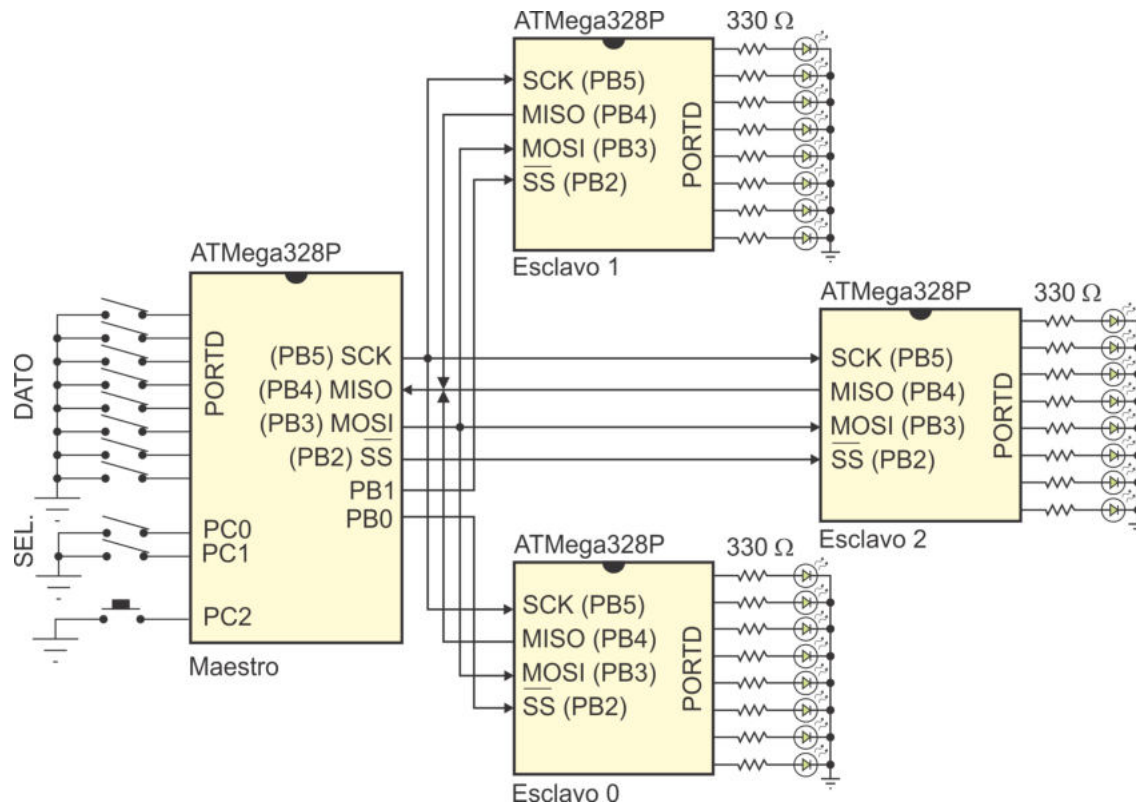 ATMega328P
330 Ω
SCK (PB5)
MISO (PB4)
MOSI (PB3)
SS (PB2)
PORTD
Esclavo 1
ATMega328P
DATO
PORTD
(PB5) SCK
(PB4) MISO
(PB3) MOSI
(PB2) SS
PB1
PB0
SEL.
PC0
PC1
PC2
Maestro
ATMega328P
330 Ω
SCK (PB5)
MISO (PB4)
MOSI (PB3)
SS (PB2)
PORTD
Esclavo 2
ATMega328P
330 Ω
SCK (PB5)
MISO (PB4)
MOSI (PB3)
SS (PB2)
PORTD
Esclavo 0